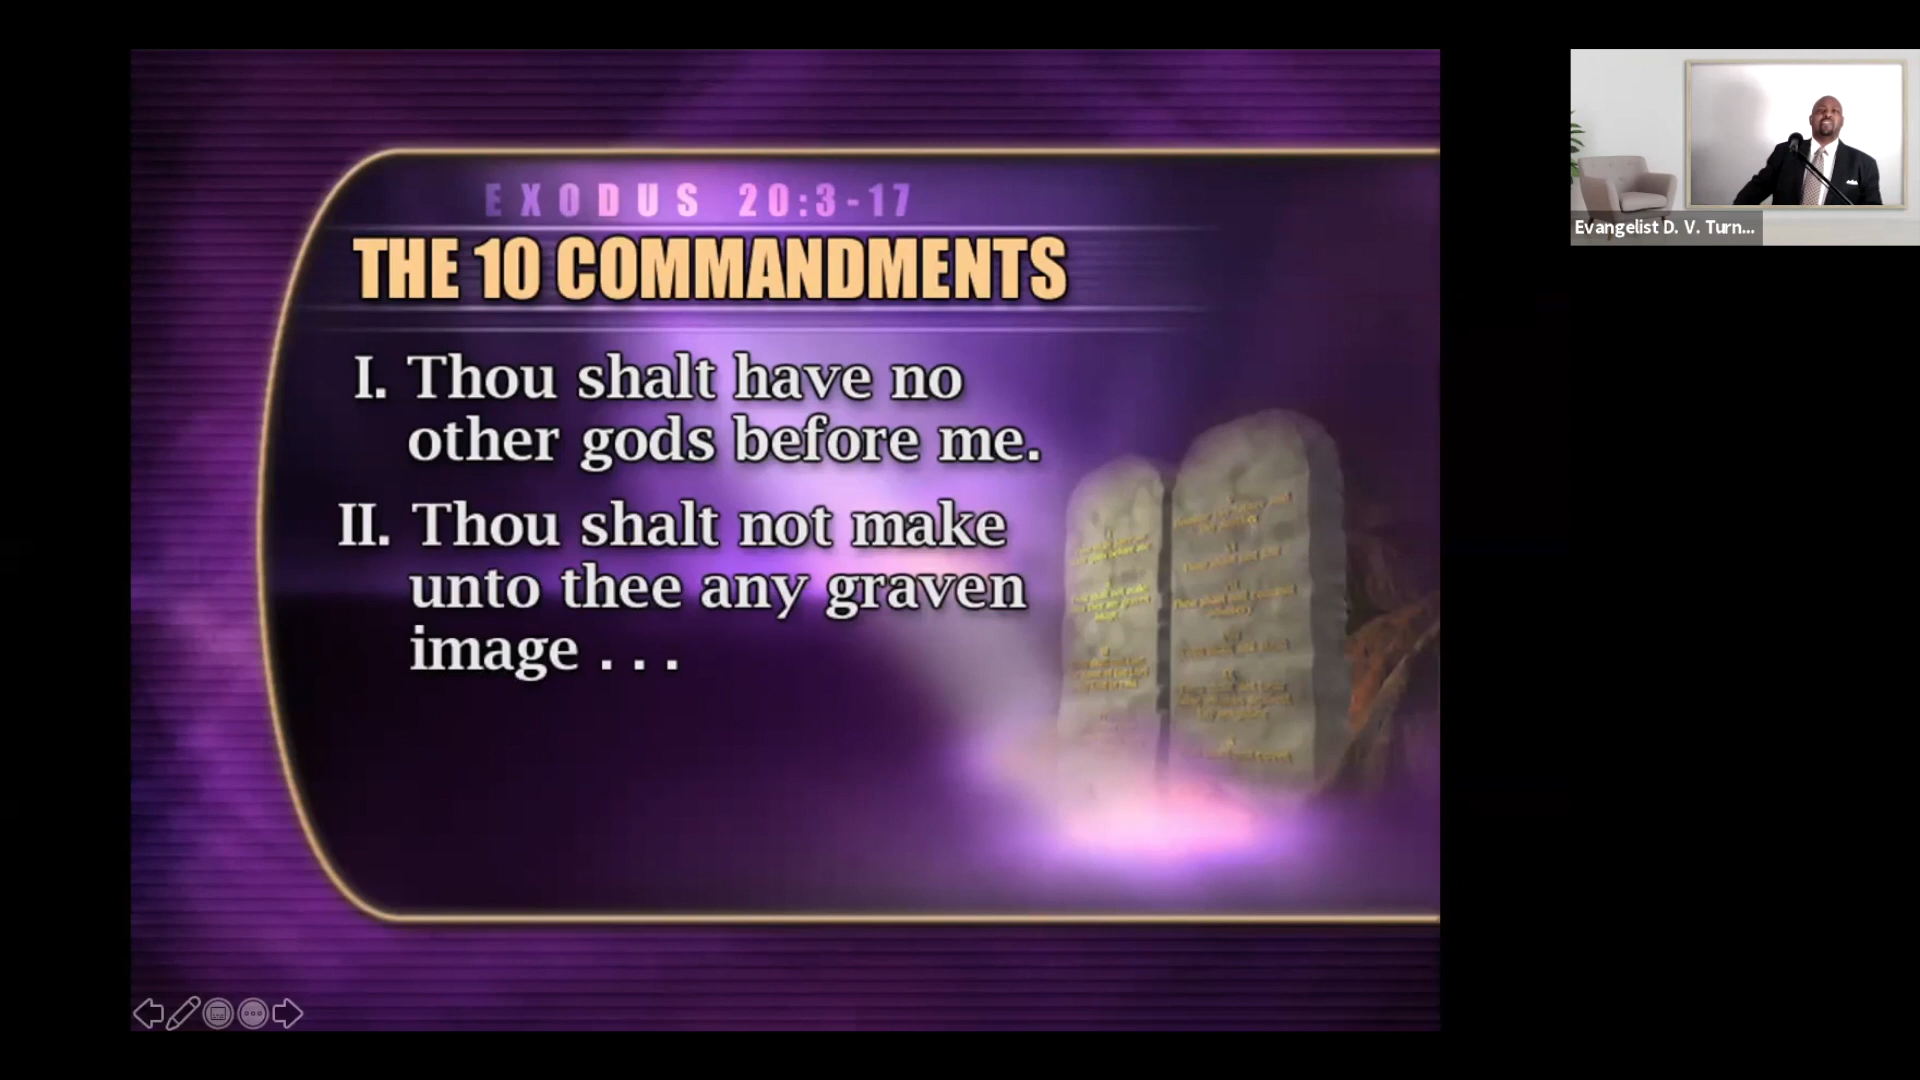 EXODUS 20:3-17
THE 10 COMMANDMENTS
I. Thou shalt have no
other gods before me.
II. Thou shalt not make
unto thee any graven
image . . .
Evangelist D. V. Turn...